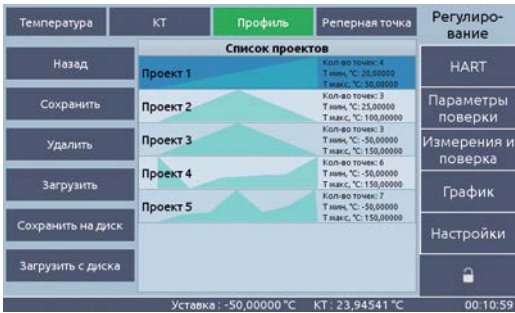 Температура
КТ
Профиль
Реперная точка
Регулиро-
вание
Назад
Сохранить
Удалить
Загрузить
Сохранить на диск
Загрузить с диска
Список проектов
Проект 1
Кол-во точек: 4
Т мин, °C: 20,00000
Т макс, °C: 50,00000
Проект 2
Кол-во точек: 3
Т мин, °C: 25,00000
Т макс, °C: 100,00000
Проект 3
Кол-во точек: 3
Т мин, °C: -50,00000
Т макс, °C: 150,00000
Проект 4
Кол-во точек: 6
Т мин, °C: -50,00000
Т макс, °C: 150,00000
Проект 5
Кол-во точек: 7
Т мин, °C: -50,00000
Т макс, °C: 150,00000
HART
Параметры
поверки
Измерения и
поверка
График
Настройки
Уставка : -50,00000 °C
КТ : 23,94541 °C
00:10:59